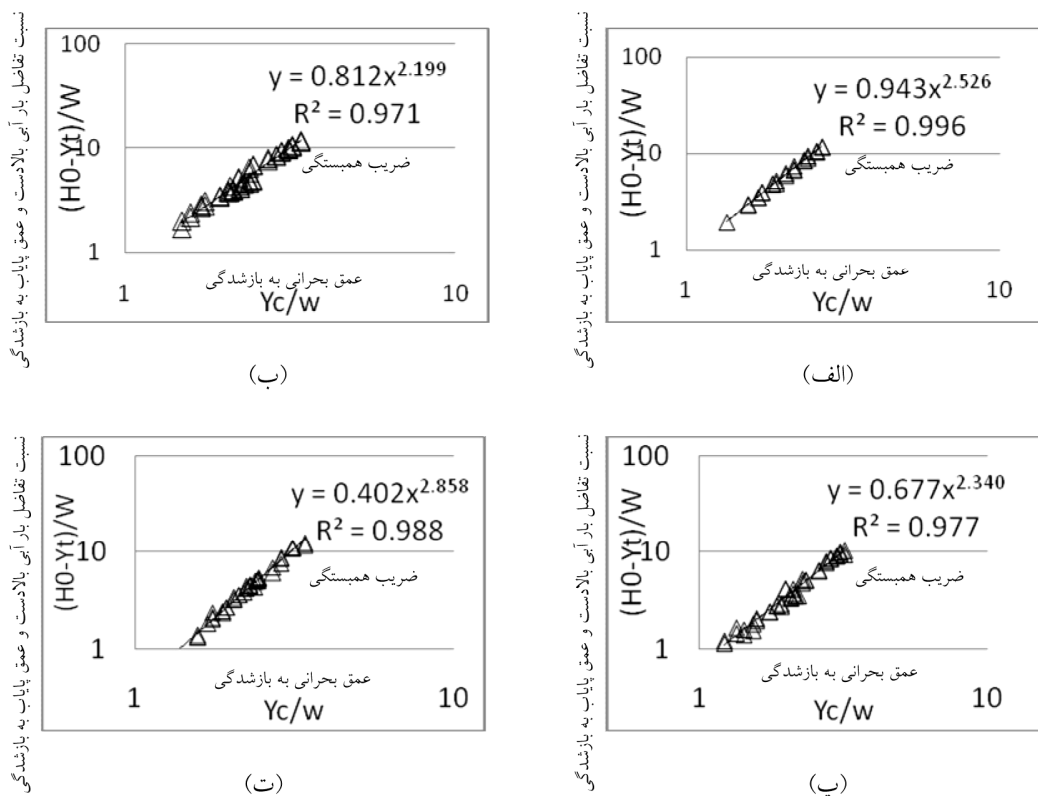 نسبت تفاضل بار آبی بالادست و عمق پایاب به بازشدگی
(H0-Yt)/W
100
10
1
y = 0.943x^2.526
R² = 0.996
ضریب همبستگی
عمق بحرانی به بازشدگی
1
Yc/w
10
(الف)
نسبت تفاضل بار آبی بالادست و عمق پایاب به بازشدگی
(H0-Yt)/W
100
10
1
y = 0.812x^2.199
R² = 0.971
ضریب همبستگی
عمق بحرانی به بازشدگی
1
Yc/w
10
(ب)
نسبت تفاضل بار آبی بالادست و عمق پایاب به بازشدگی
(H0-Yt)/W
100
10
1
y = 0.677x^2.340
R² = 0.977
ضریب همبستگی
عمق بحرانی به بازشدگی
1
Yc/w
10
(پ)
نسبت تفاضل بار آبی بالادست و عمق پایاب به بازشدگی
(H0-Yt)/W
100
10
1
y = 0.402x^2.858
R² = 0.988
ضریب همبستگی
عمق بحرانی به بازشدگی
1
Yc/w
10
(ت)